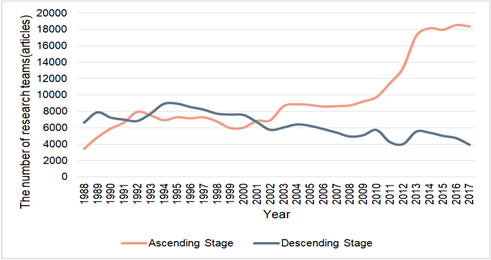 The number of research teams(articles)
20000
18000
16000
14000
12000
10000
8000
6000
4000
2000
0
1988 1989 1990 1991 1992 1993 1994 1995 1996 1997 1998 1999 2000 2001 2002 2003 2004 2005 2006 2007 2008 2009 2010 2011 2012 2013 2014 2015 2016 2017
Year
Ascending Stage Descending Stage